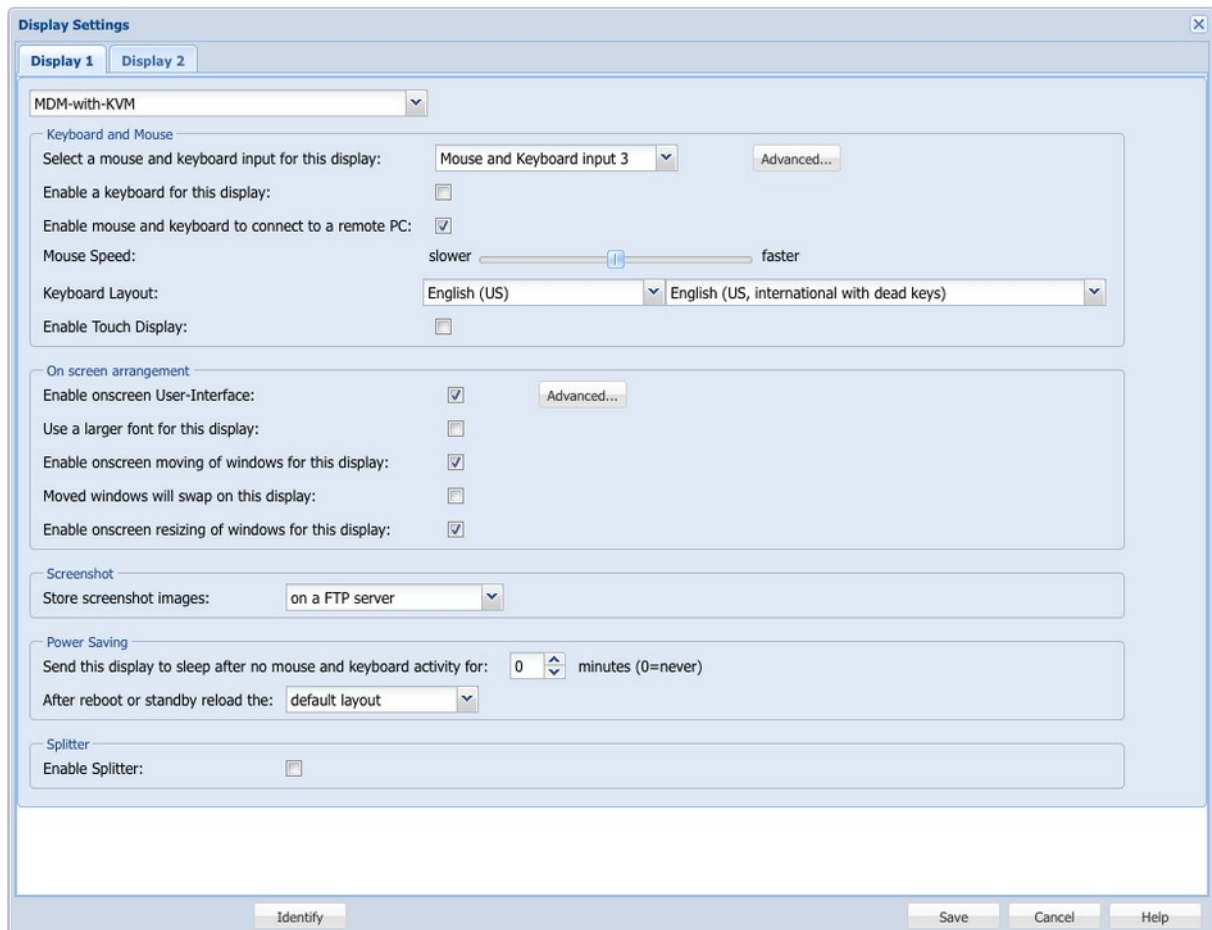 Display Settings
Display 1 Display 2
MDM-with-KVM
Keyboard and Mouse
Select a mouse and keyboard input for this display: Mouse and Keyboard input 3 Advanced...
Enable a keyboard for this display:
Enable mouse and keyboard to connect to a remote PC:
Mouse Speed: slower faster
Keyboard Layout: English (US) English (US, international with dead keys)
Enable Touch Display:
On screen arrangement
Enable onscreen User-Interface: Advanced...
Use a larger font for this display:
Enable onscreen moving of windows for this display:
Moved windows will swap on this display:
Enable onscreen resizing of windows for this display:
Screenshot
Store screenshot images: on a FTP server
Power Saving
Send this display to sleep after no mouse and keyboard activity for: 0 minutes (0=never)
After reboot or standby reload the: default layout
Splitter
Enable Splitter:
Identify Save Cancel Help